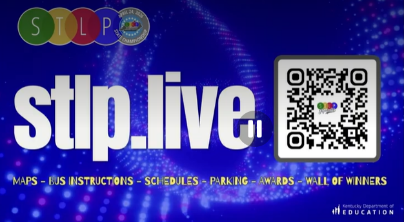 STLP
stlp.live
MAPS - BUS INSTRUCTIONS - SCHEDULES - PARKING - AWARDS - WALL OF WINNERS
Kentucky Department of
EDUCATION